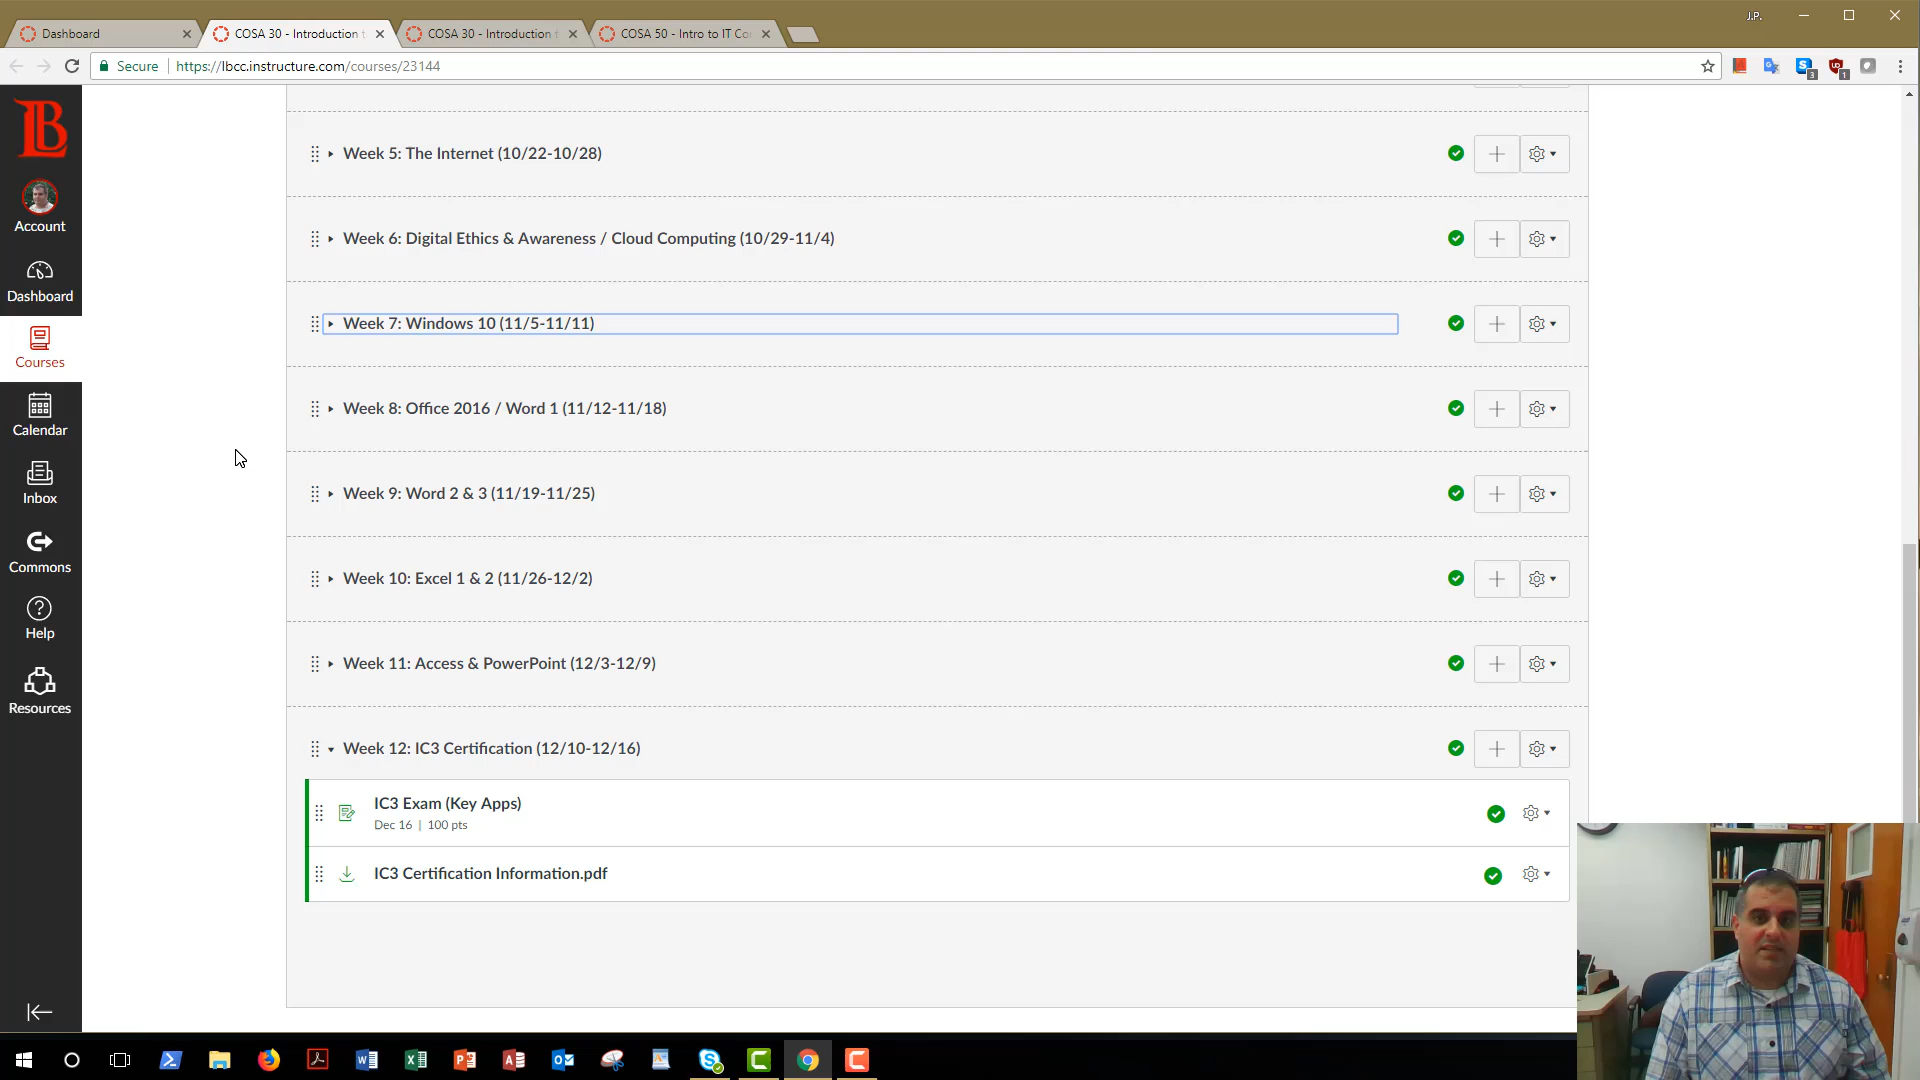 J.P.
Dashboard
COSA 30 - Introduction t
COSA 30 - Introduction t
COSA 50 - Intro to IT Co
Secure
https://lbcc.instructure.com/courses/23144
3
1
LB
Account
Dashboard
Courses
Calendar
Inbox
Commons
Help
Resources
Week 5: The Internet (10/22-10/28)
Week 6: Digital Ethics & Awareness / Cloud Computing (10/29-11/4)
Week 7: Windows 10 (11/5-11/11)
Week 8: Office 2016 / Word 1 (11/12-11/18)
Week 9: Word 2 & 3 (11/19-11/25)
Week 10: Excel 1 & 2 (11/26-12/2)
Week 11: Access & PowerPoint (12/3-12/9)
Week 12: IC3 Certification (12/10-12/16)
IC3 Exam (Key Apps)
Dec 16 | 100 pts
IC3 Certification Information.pdf